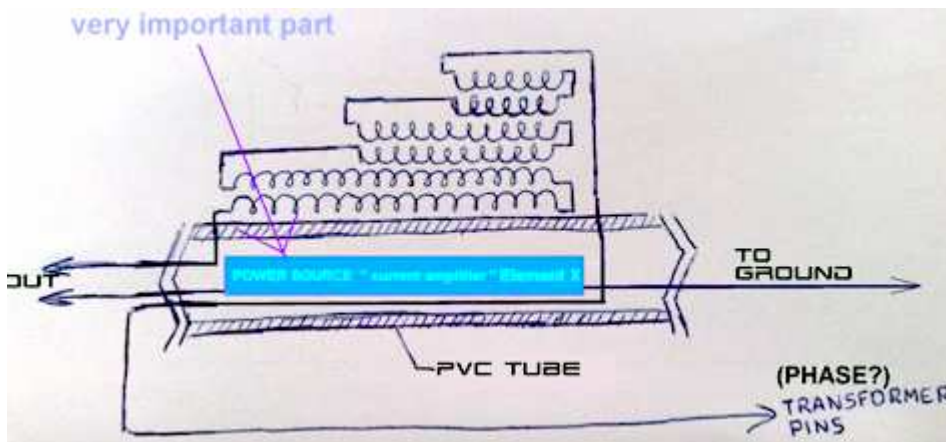 very important part
OUT
POWER SOURCE "current amplifier" Element X
TO
GROUND
PVC TUBE
(PHASE?)
TRANSFORMER
PINS